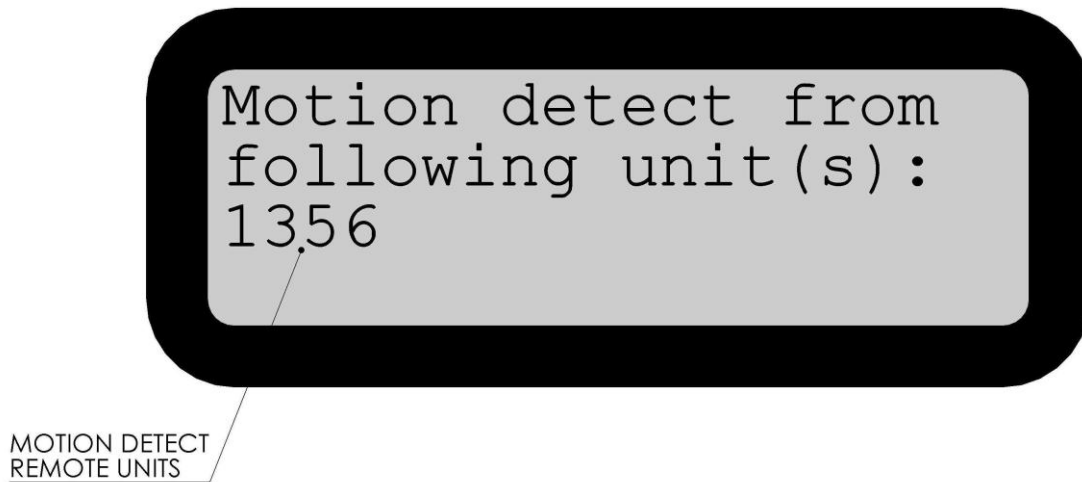 Motion detect from
following unit(s):
1356
MOTION DETECT
REMOTE UNITS